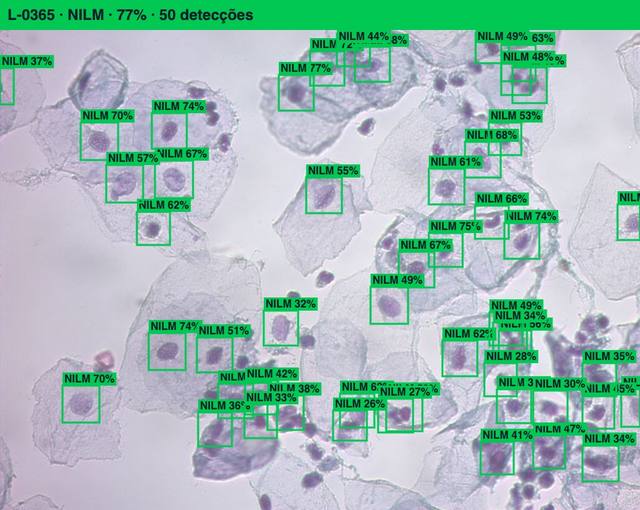 L-0365 · NILM · 77% · 50 detecções
NILM 44%
8%
NILM 49%
63%
NILM 48%
NILM 37%
NILM 77%
NILM 74%
NILM 70%
NILM 53%
NILM 68%
NILM 57%
NILM 67%
NILM 61%
NILM 55%
NILM 62%
NILM 66%
NILM 74%
NILM 75%
NILM 67%
NILM 49%
NILM 32%
NILM 49%
NILM 34%
NILM 74%
NILM 51%
NILM 62%
NILM 28%
NILM 35%
NILM 70%
NILM 42%
NILM 38%
NILM 33%
NILM 36%
NILM 27%
NILM 26%
NILM 30%
NILM 41%
NILM 47%
NILM 34%